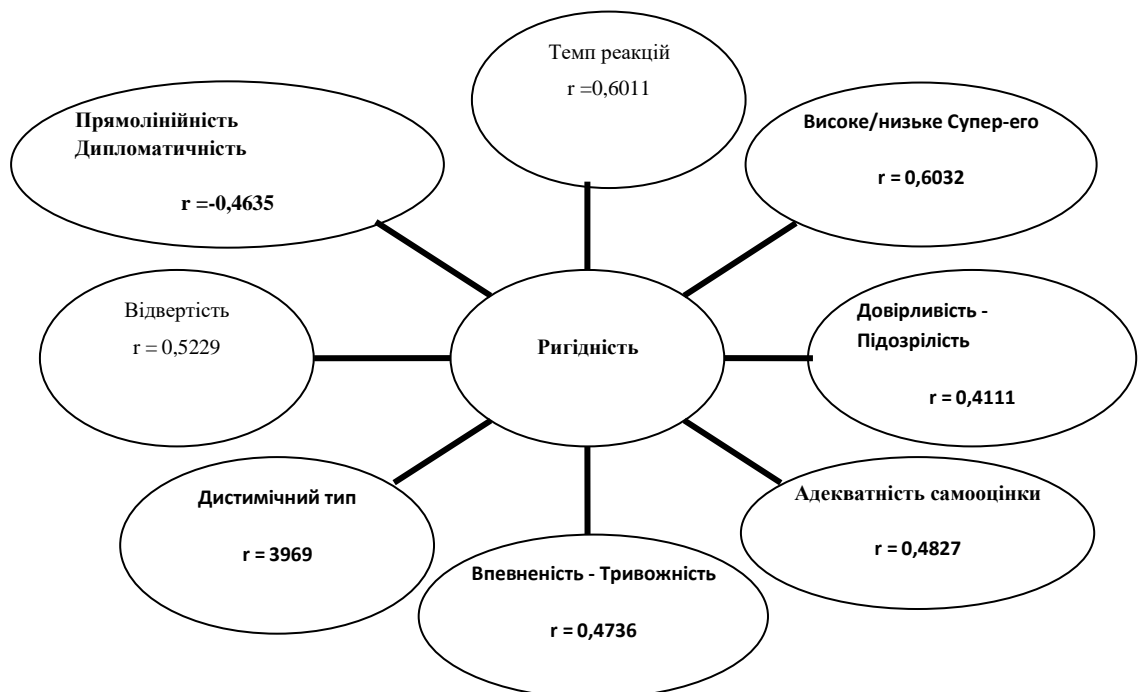 Темп реакцій
r =0,6011
Прямолінійність
Дипломатичність
r =-0,4635
Високе/низьке Супер-его
r = 0,6032
Відвертість
r = 0,5229
Ригідність
Довірливість -
Підозрілість
r = 0,4111
Дистимічний тип
r = 3969
Впевненість - Тривожність
r = 0,4736
Адекватність самооцінки
r = 0,4827